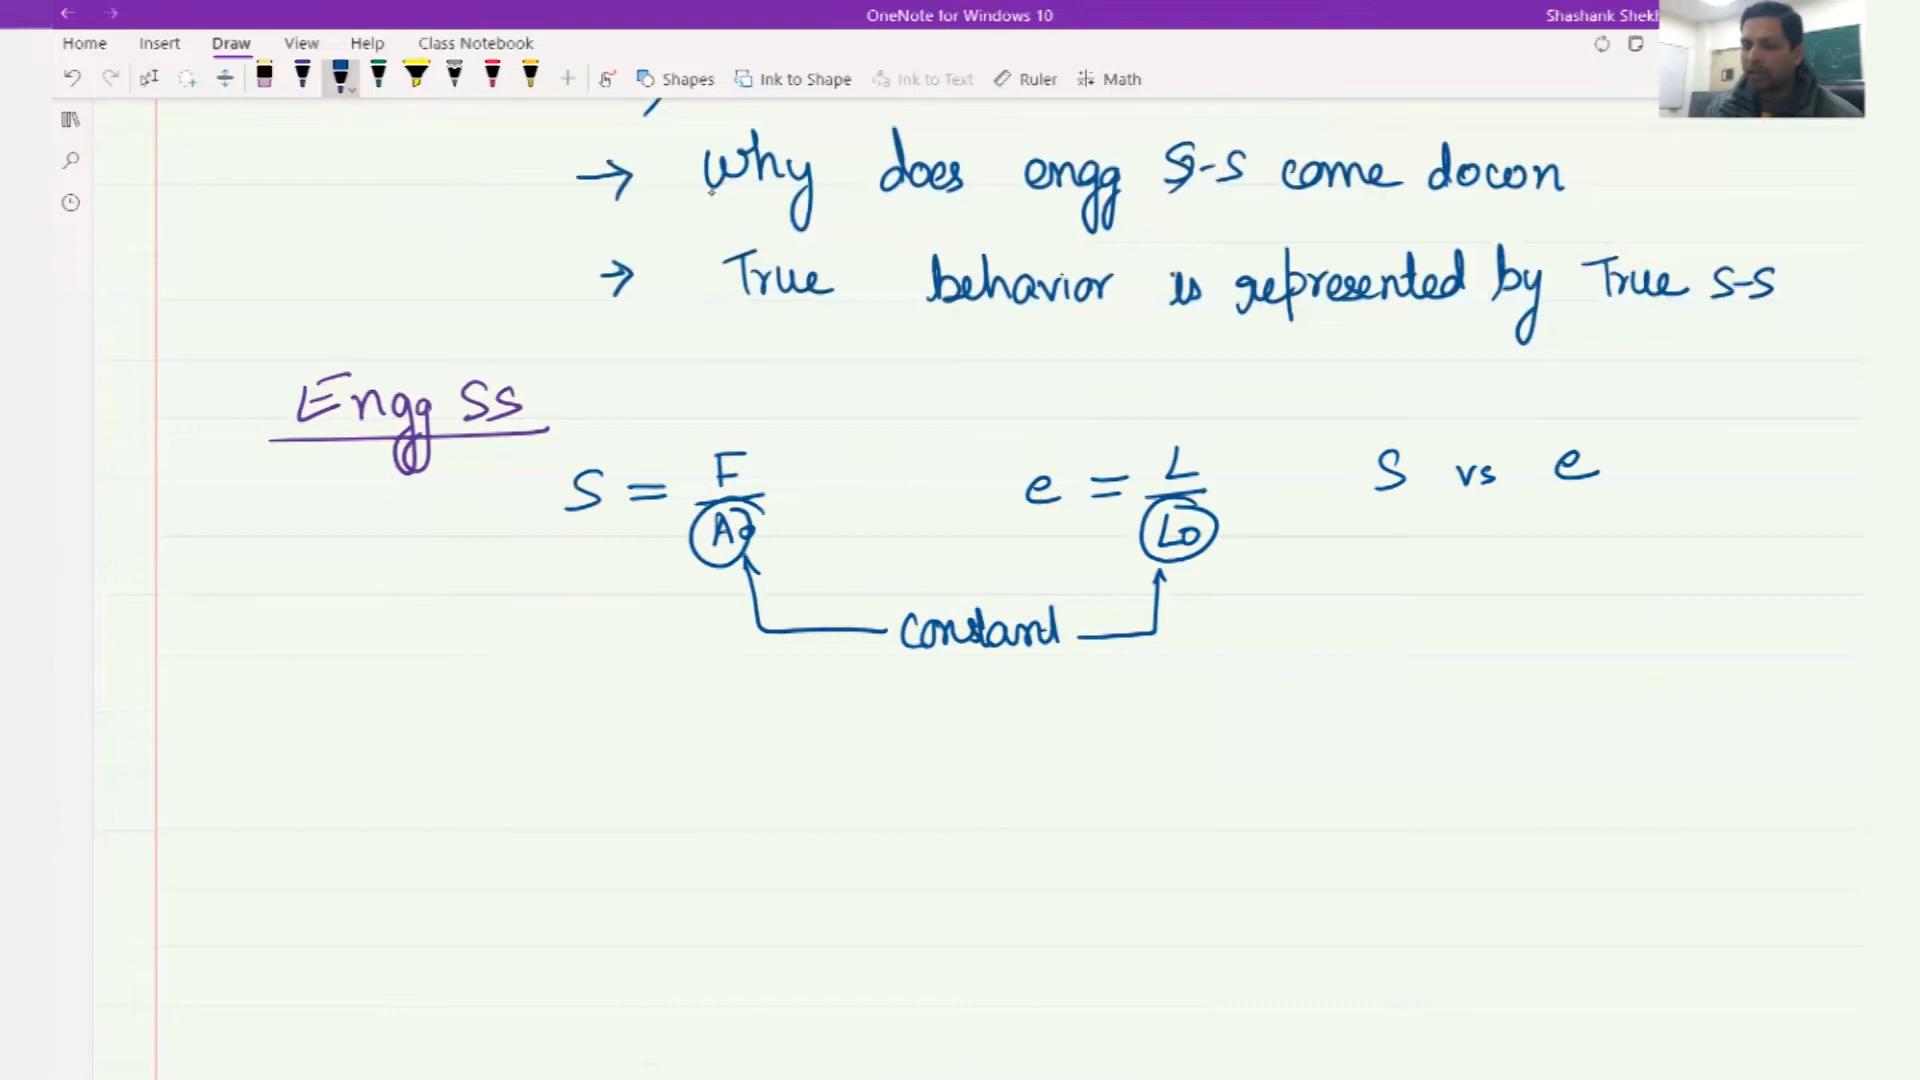 OneNote for Windows 10
Shashank Shekh
Home Insert Draw View Help Class Notebook
Shapes Ink to Shape Ink to Text Ruler Math
→ Why does engg S-S come down
→ True behavior is represented by True S-S
Engg SS
S = F/A0 e = L/L0 S vs e
constant